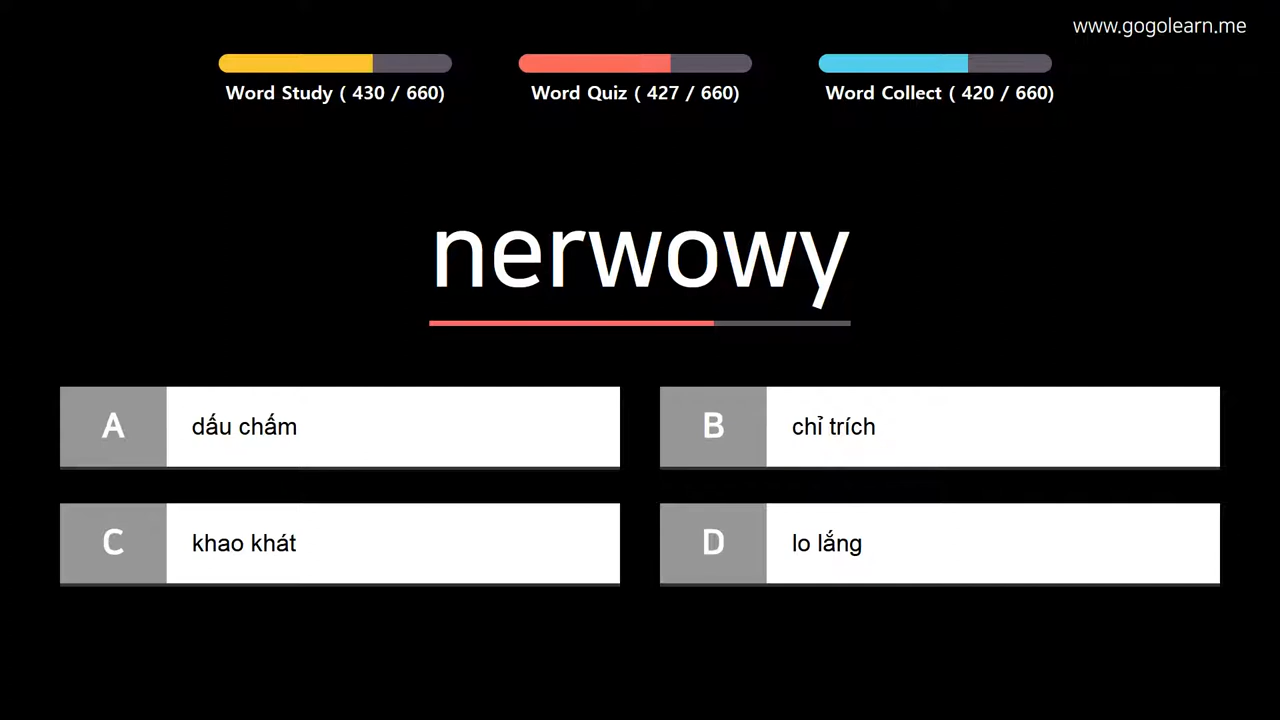 www.gogolearn.me
Word Study ( 430 / 660)
Word Quiz ( 427 / 660)
Word Collect ( 420 / 660)
nerwowy
A
dấu chấm
B
chỉ trích
C
khao khát
D
lo lắng